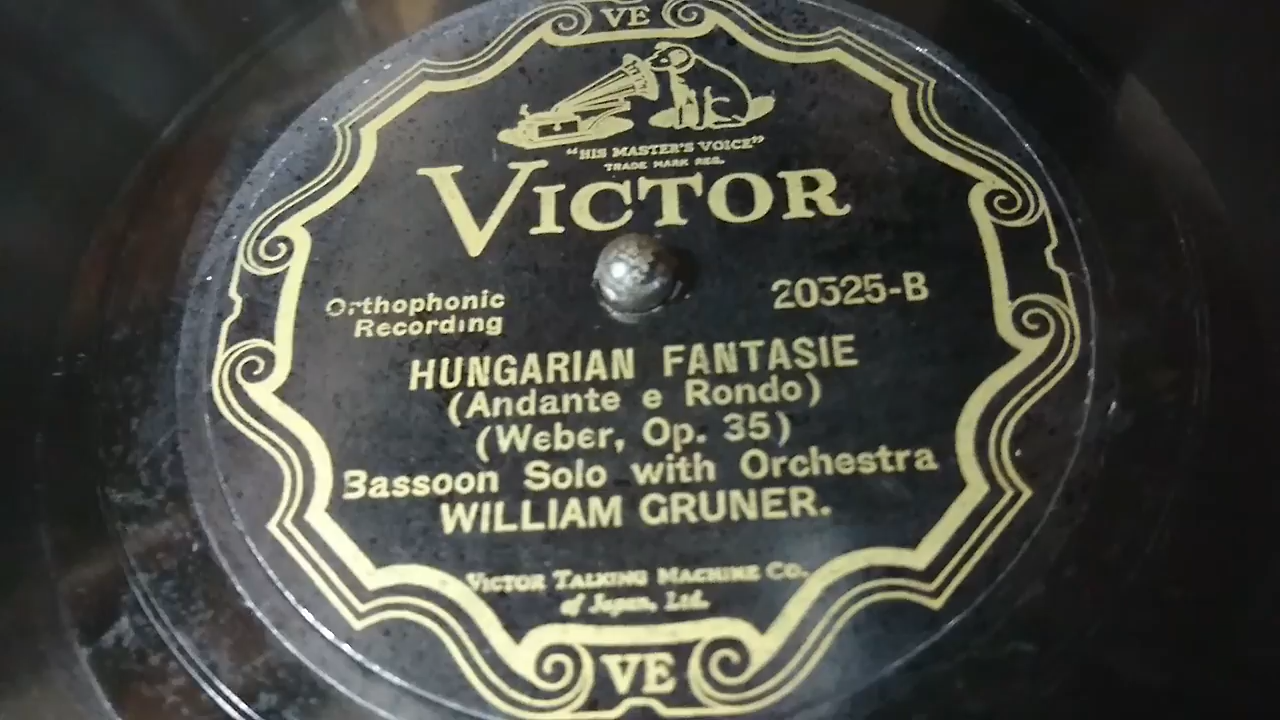 VE
"HIS MASTER'S VOICE"
TRADE MARK REG.
VICTOR
Orthophonic
Recording
20325-B
HUNGARIAN FANTASIE
(Andante e Rondo)
(Weber, Op. 35)
Bassoon Solo with Orchestra
WILLIAM GRUNER.
VICTOR TALKING MACHINE CO.
of Japan, Ltd.
VE